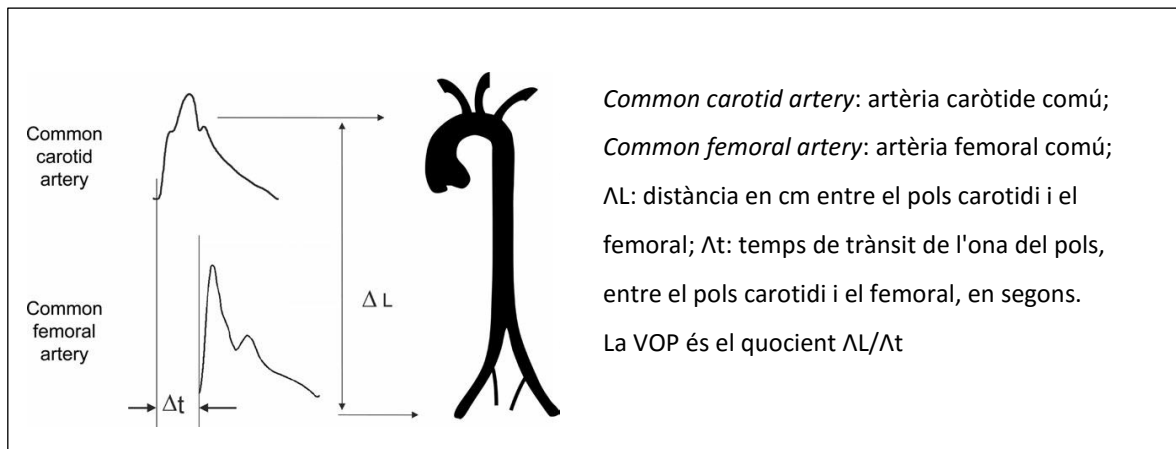 Common
carotid
artery
Common
femoral
artery
Δt
Δ L
Common carotid artery: artèria caròtide comú;
Common femoral artery: artèria femoral comú;
ΛL: distància en cm entre el pols carotidi i el
femoral; Λt: temps de trànsit de l'ona del pols,
entre el pols carotidi i el femoral, en segons.
La VOP és el quocient ΛL/Λt